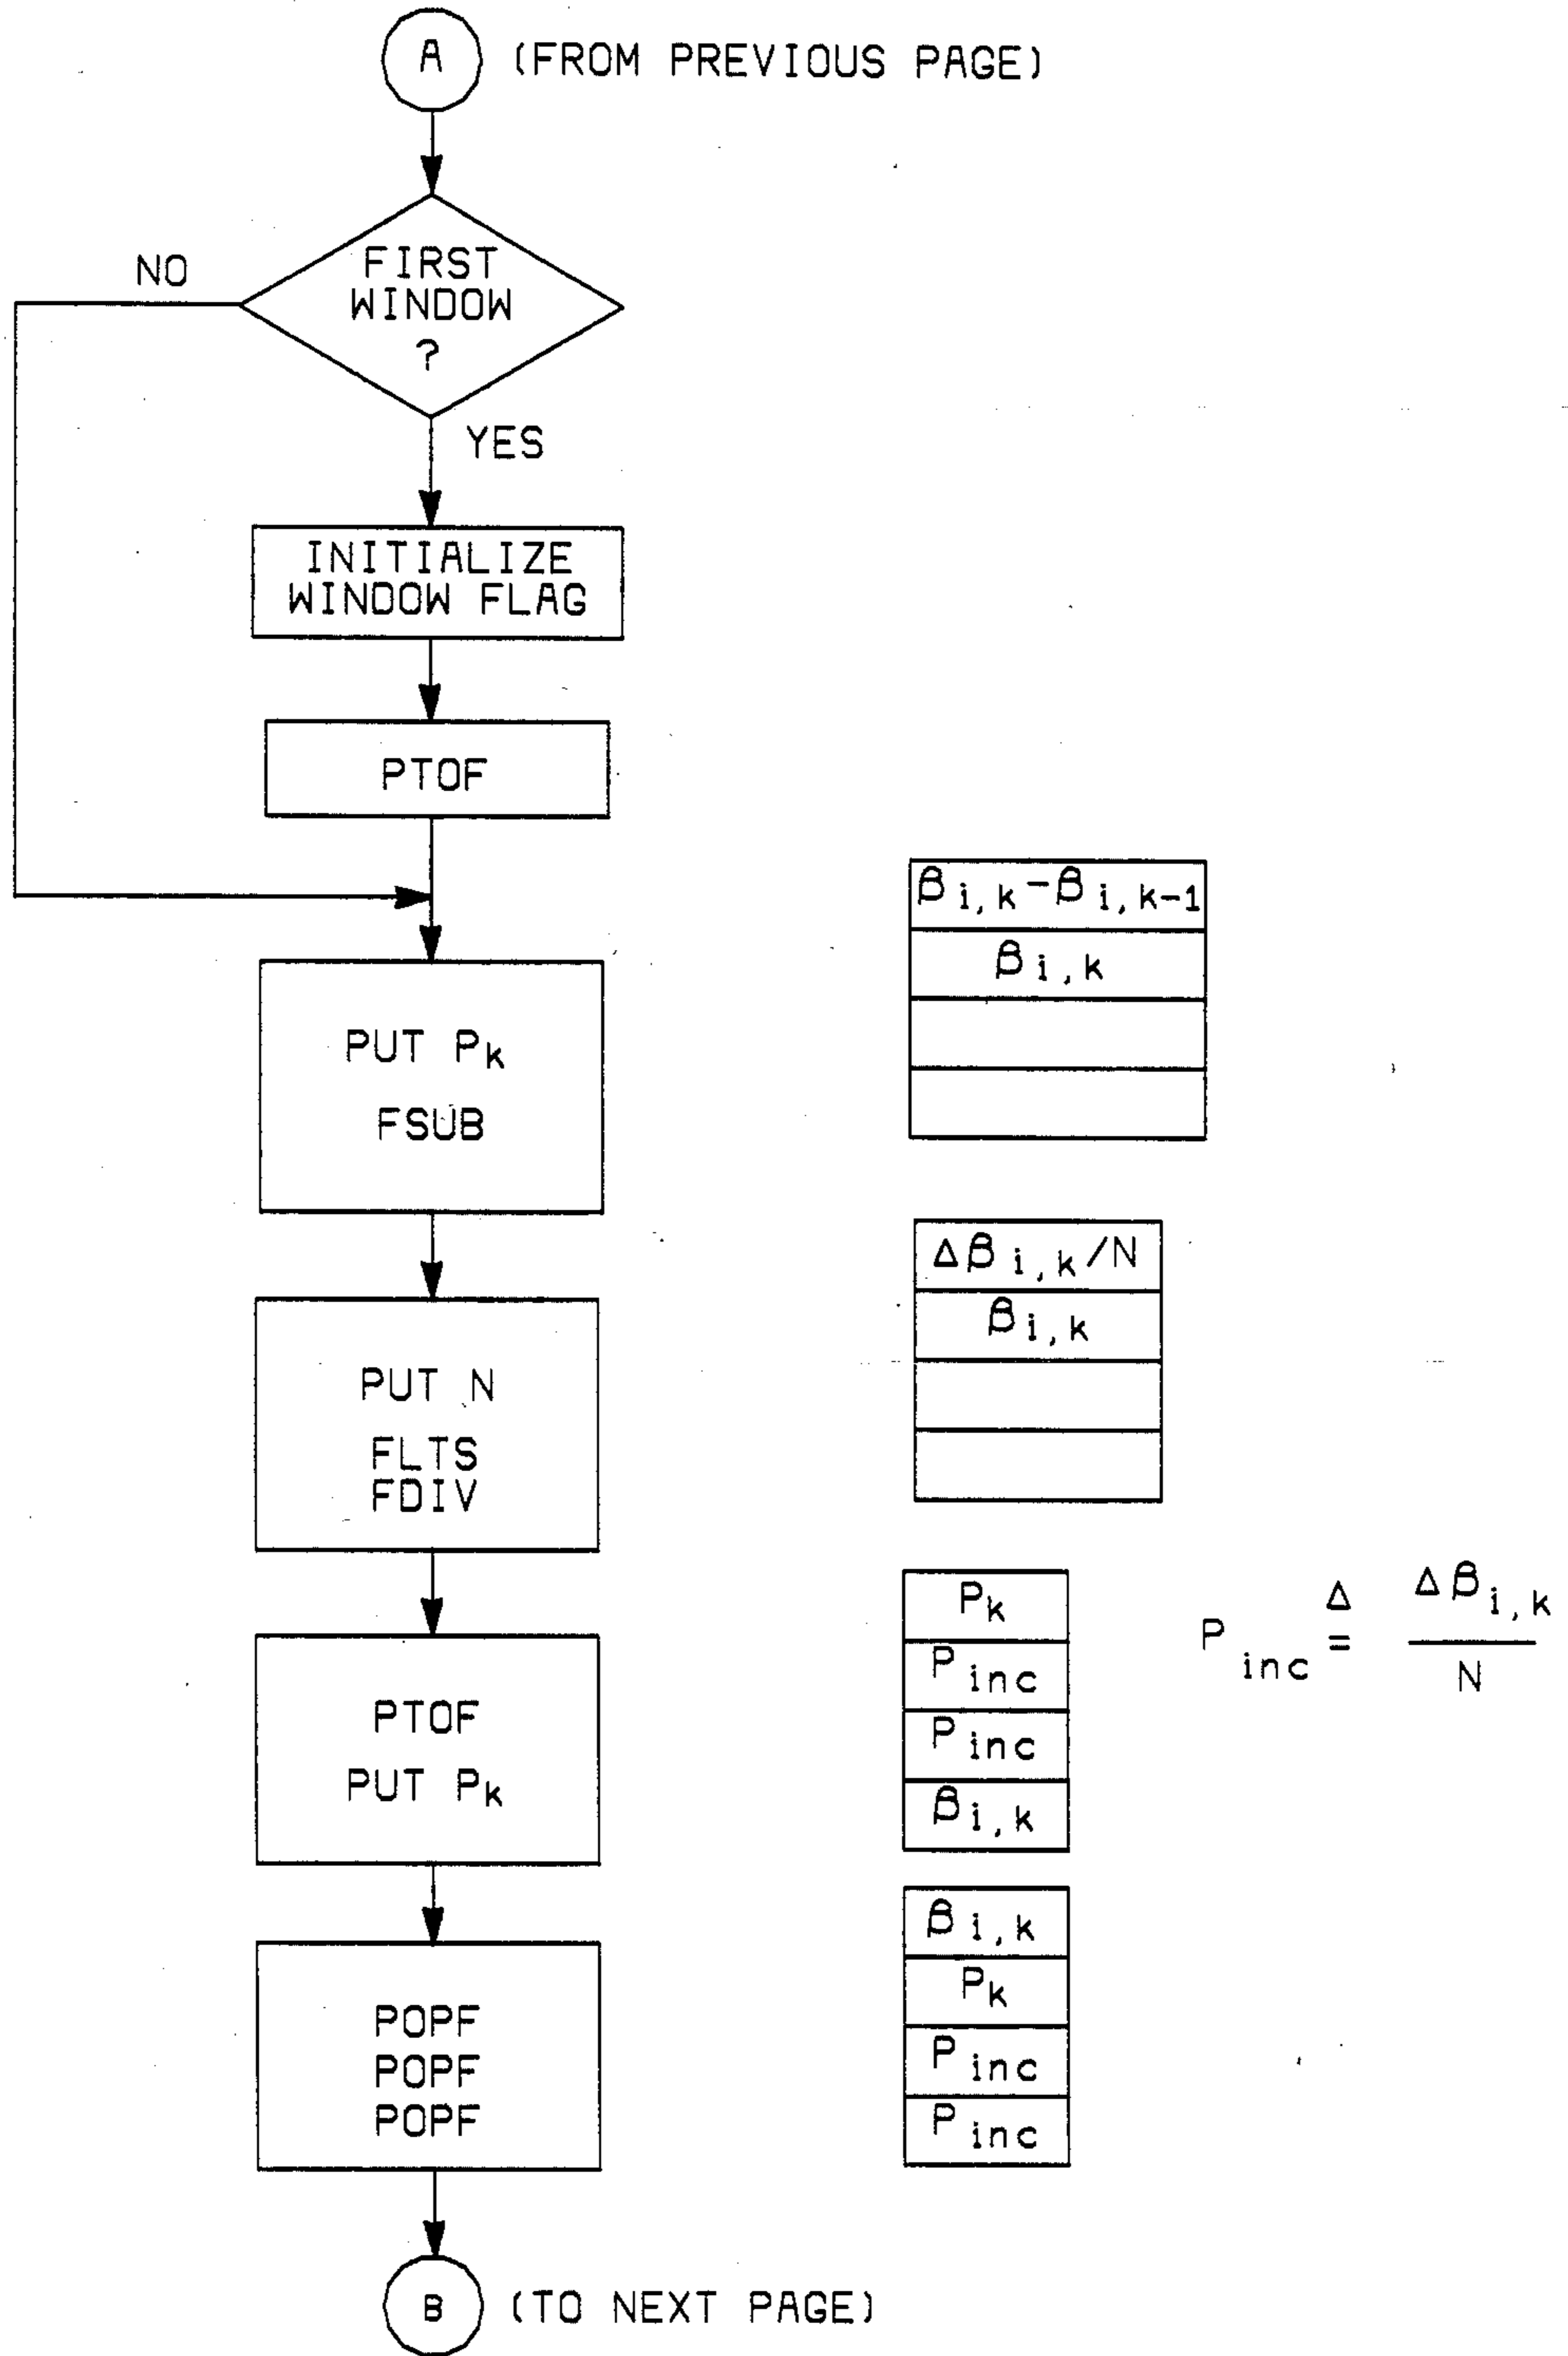 A (FROM PREVIOUS PAGE)
NO
FIRST
WINDOW
?
YES
INITIALIZE
WINDOW FLAG
PTOF
βi,k-βi,k-1
βi,k
PUT Pk
FSUB
Δβi,k/N
βi,k
PUT N
FLTS
FDIV
Pk
Pinc
Pinc
βi,k
Pinc ≜ Δβi,k
N
PTOF
PUT Pk
βi,k
Pk
Pinc
Pinc
POPF
POPF
POPF
B (TO NEXT PAGE)